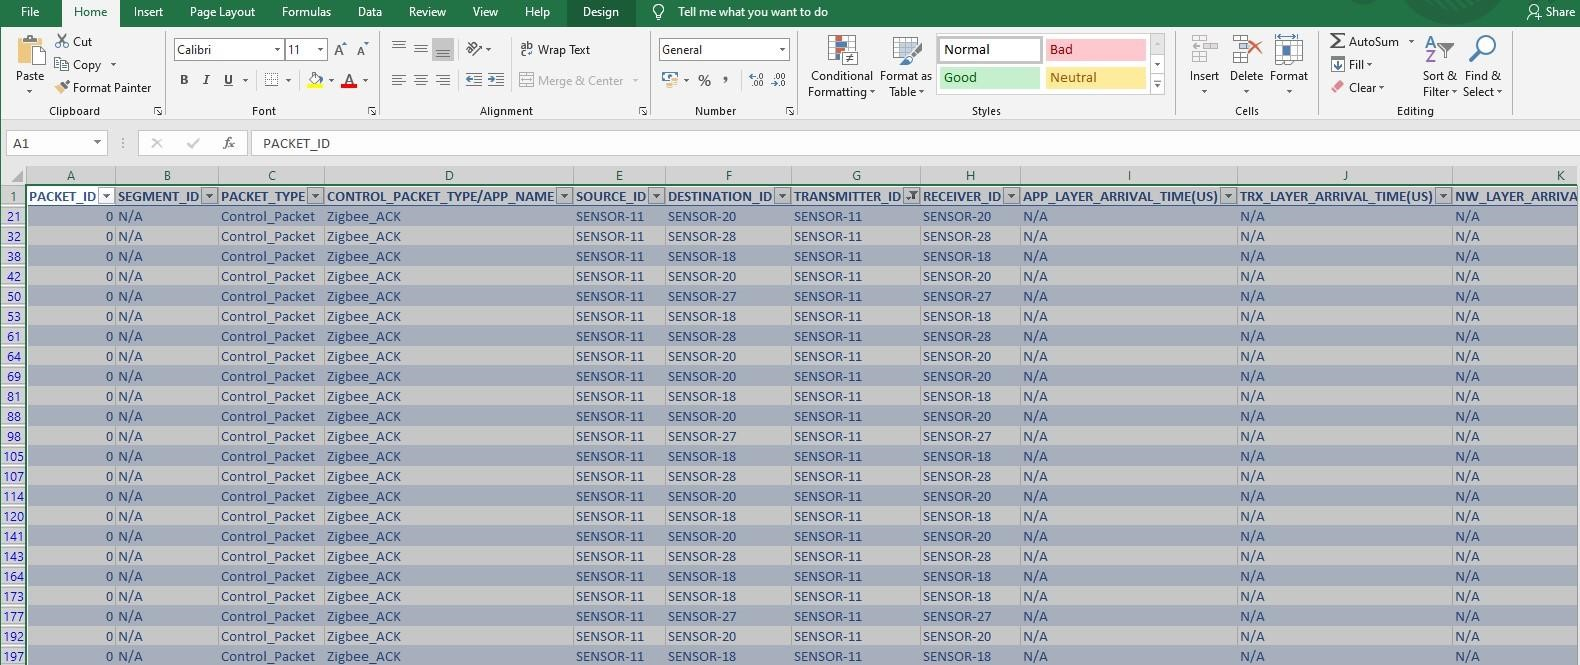 File Home Insert Page Layout Formulas Data Review View Help Design Tell me what you want to do Share
Paste Cut Copy Format Painter
Clipboard
Calibri 11 A A
B I U A
Font
ab Wrap Text
Merge & Center
Alignment
General
% , .00
Number
Conditional Formatting Format as Table
Normal Bad
Good Neutral
Styles
Insert Delete Format
Cells
AutoSum
Fill
Clear
Sort & Filter Find & Select
Editing
A1 fx PACKET_ID
A B C D E F G H I J K
1 PACKET_ID SEGMENT_ID PACKET_TYPE CONTROL_PACKET_TYPE/APP_NAME SOURCE_ID DESTINATION_ID TRANSMITTER_ID RECEIVER_ID APP_LAYER_ARRIVAL_TIME(US) TRX_LAYER_ARRIVAL_TIME(US) NW_LAYER_ARRIVA
21 0 N/A Control_Packet Zigbee_ACK SENSOR-11 SENSOR-20 SENSOR-11 SENSOR-20 N/A N/A N/A
32 0 N/A Control_Packet Zigbee_ACK SENSOR-11 SENSOR-28 SENSOR-11 SENSOR-28 N/A N/A N/A
38 0 N/A Control_Packet Zigbee_ACK SENSOR-11 SENSOR-18 SENSOR-11 SENSOR-18 N/A N/A N/A
42 0 N/A Control_Packet Zigbee_ACK SENSOR-11 SENSOR-20 SENSOR-11 SENSOR-20 N/A N/A N/A
50 0 N/A Control_Packet Zigbee_ACK SENSOR-11 SENSOR-27 SENSOR-11 SENSOR-27 N/A N/A N/A
53 0 N/A Control_Packet Zigbee_ACK SENSOR-11 SENSOR-18 SENSOR-11 SENSOR-18 N/A N/A N/A
61 0 N/A Control_Packet Zigbee_ACK SENSOR-11 SENSOR-28 SENSOR-11 SENSOR-28 N/A N/A N/A
64 0 N/A Control_Packet Zigbee_ACK SENSOR-11 SENSOR-20 SENSOR-11 SENSOR-20 N/A N/A N/A
69 0 N/A Control_Packet Zigbee_ACK SENSOR-11 SENSOR-20 SENSOR-11 SENSOR-20 N/A N/A N/A
81 0 N/A Control_Packet Zigbee_ACK SENSOR-11 SENSOR-18 SENSOR-11 SENSOR-18 N/A N/A N/A
88 0 N/A Control_Packet Zigbee_ACK SENSOR-11 SENSOR-20 SENSOR-11 SENSOR-20 N/A N/A N/A
98 0 N/A Control_Packet Zigbee_ACK SENSOR-11 SENSOR-27 SENSOR-11 SENSOR-27 N/A N/A N/A
105 0 N/A Control_Packet Zigbee_ACK SENSOR-11 SENSOR-18 SENSOR-11 SENSOR-18 N/A N/A N/A
107 0 N/A Control_Packet Zigbee_ACK SENSOR-11 SENSOR-28 SENSOR-11 SENSOR-28 N/A N/A N/A
114 0 N/A Control_Packet Zigbee_ACK SENSOR-11 SENSOR-20 SENSOR-11 SENSOR-20 N/A N/A N/A
120 0 N/A Control_Packet Zigbee_ACK SENSOR-11 SENSOR-18 SENSOR-11 SENSOR-18 N/A N/A N/A
141 0 N/A Control_Packet Zigbee_ACK SENSOR-11 SENSOR-20 SENSOR-11 SENSOR-20 N/A N/A N/A
143 0 N/A Control_Packet Zigbee_ACK SENSOR-11 SENSOR-28 SENSOR-11 SENSOR-28 N/A N/A N/A
164 0 N/A Control_Packet Zigbee_ACK SENSOR-11 SENSOR-18 SENSOR-11 SENSOR-18 N/A N/A N/A
173 0 N/A Control_Packet Zigbee_ACK SENSOR-11 SENSOR-18 SENSOR-11 SENSOR-18 N/A N/A N/A
177 0 N/A Control_Packet Zigbee_ACK SENSOR-11 SENSOR-27 SENSOR-11 SENSOR-27 N/A N/A N/A
192 0 N/A Control_Packet Zigbee_ACK SENSOR-11 SENSOR-20 SENSOR-11 SENSOR-20 N/A N/A N/A
197 0 N/A Control_Packet Zigbee_ACK SENSOR-11 SENSOR-18 SENSOR-11 SENSOR-18 N/A N/A N/A